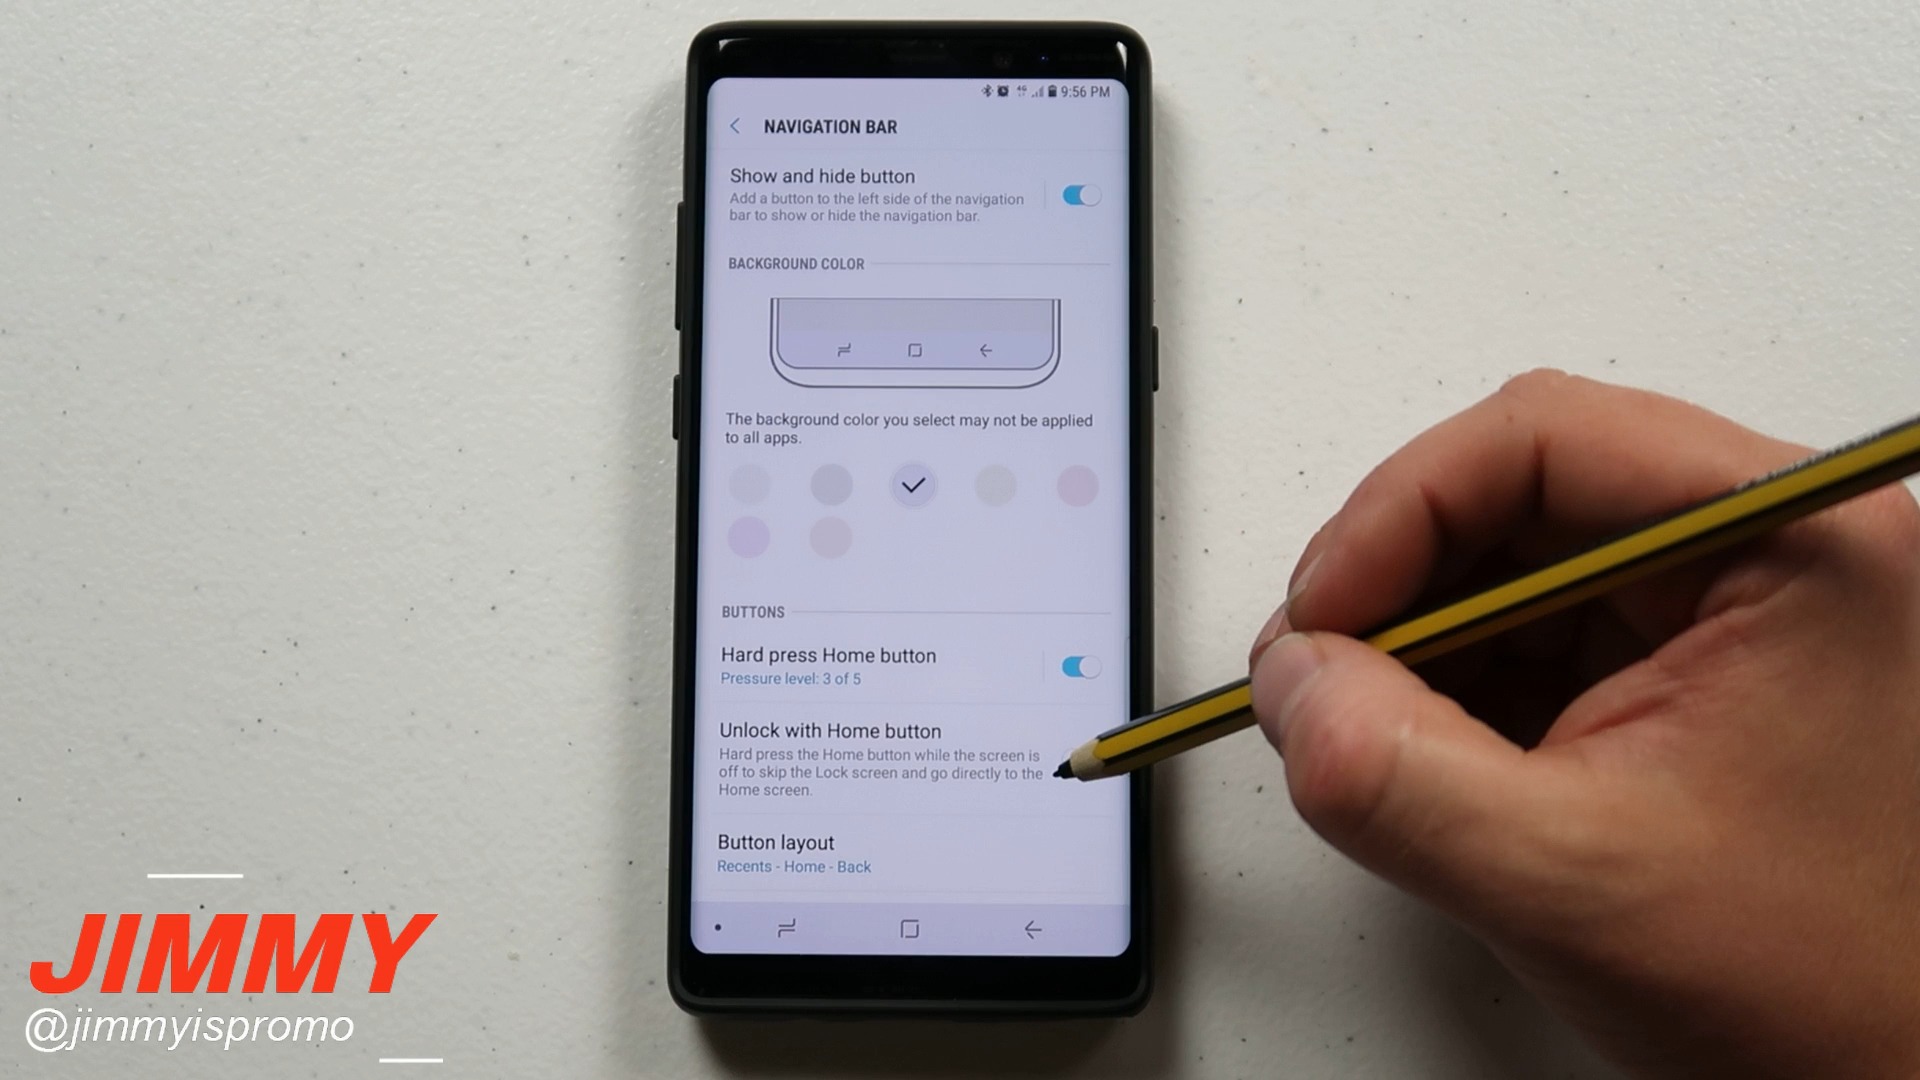 9:56 PM
NAVIGATION BAR
Show and hide button
Add a button to the left side of the navigation
bar to show or hide the navigation bar.
BACKGROUND COLOR
The background color you select may not be applied
to all apps.
BUTTONS
Hard press Home button
Pressure level: 3 of 5
Unlock with Home button
Hard press the Home button while the screen is
off to skip the Lock screen and go directly to the
Home screen.
Button layout
Recents - Home - Back
JIMMY
@jimmyispromo